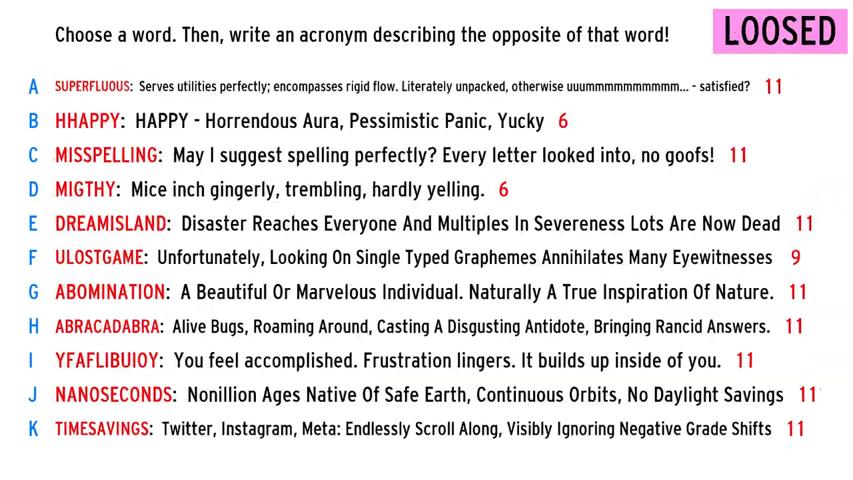 Choose a word. Then, write an acronym describing the opposite of that word!
LOOSED
A SUPERFLUOUS: Serves utilities perfectly; encompasses rigid flow. Literately unpacked, otherwise uuummmmmmmmmm... - satisfied? 11
B HHAPPY: HAPPY - Horrendous Aura, Pessimistic Panic, Yucky 6
C MISSPELLING: May I suggest spelling perfectly? Every letter looked into, no goofs! 11
D MIGTHY: Mice inch gingerly, trembling, hardly yelling. 6
E DREAMISLAND: Disaster Reaches Everyone And Multiples In Severeness Lots Are Now Dead 11
F ULOSTGAME: Unfortunately, Looking On Single Typed Graphemes Annihilates Many Eyewitnesses 9
G ABOMINATION: A Beautiful Or Marvelous Individual. Naturally A True Inspiration Of Nature. 11
H ABRACADABRA: Alive Bugs, Roaming Around, Casting A Disgusting Antidote, Bringing Rancid Answers. 11
I YFAFLIBUIOY: You feel accomplished. Frustration lingers. It builds up inside of you. 11
J NANOSECONDS: Nonillion Ages Native Of Safe Earth, Continuous Orbits, No Daylight Savings 11
K TIMESAVINGS: Twitter, Instagram, Meta: Endlessly Scroll Along, Visibly Ignoring Negative Grade Shifts 11